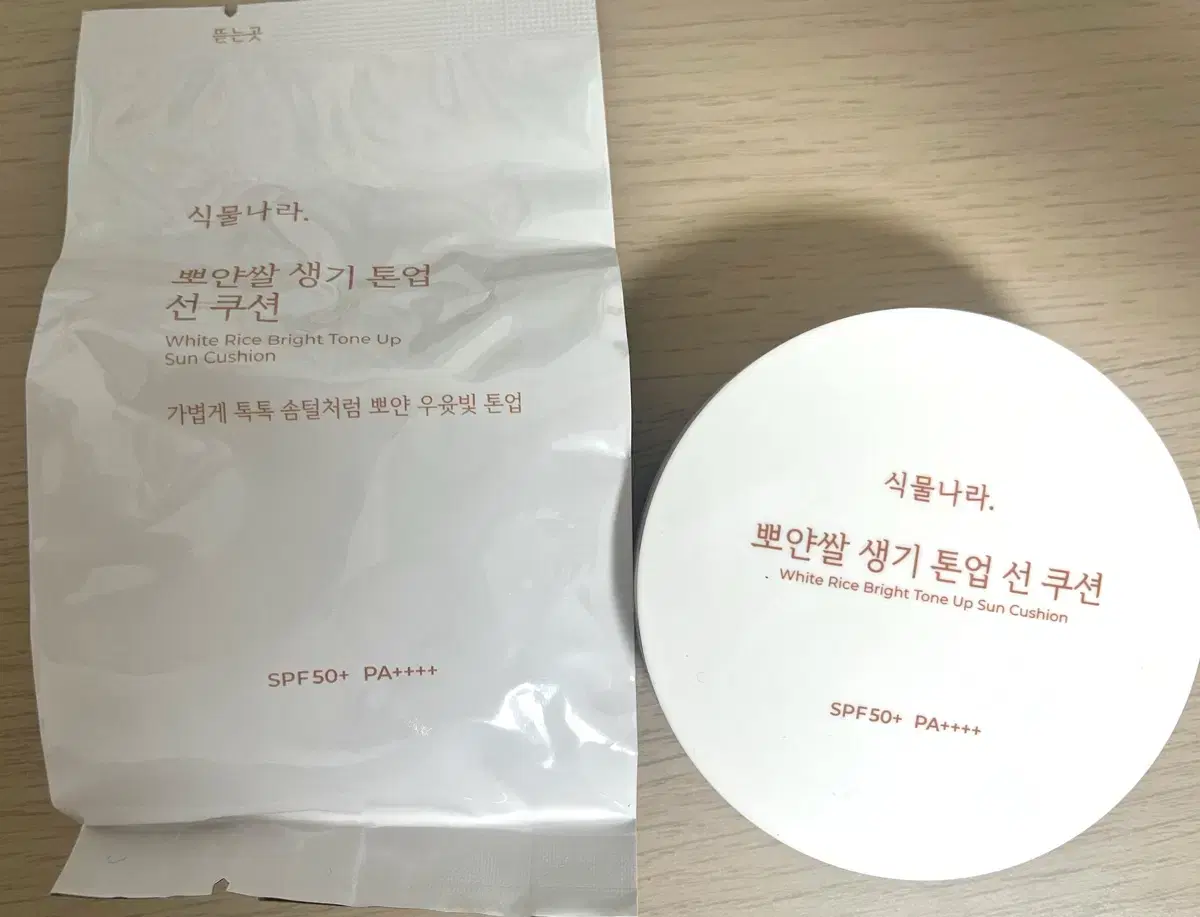 뜯는곳
식물나라.
뽀얀쌀 생기 톤업
선 쿠션
White Rice Bright Tone Up
Sun Cushion
가볍게 톡톡 솜털처럼 뽀얀 우윳빛 톤업
SPF50+ PA++++
식물나라.
뽀얀쌀 생기 톤업 선 쿠션
White Rice Bright Tone Up Sun Cushion
SPF50+ PA++++